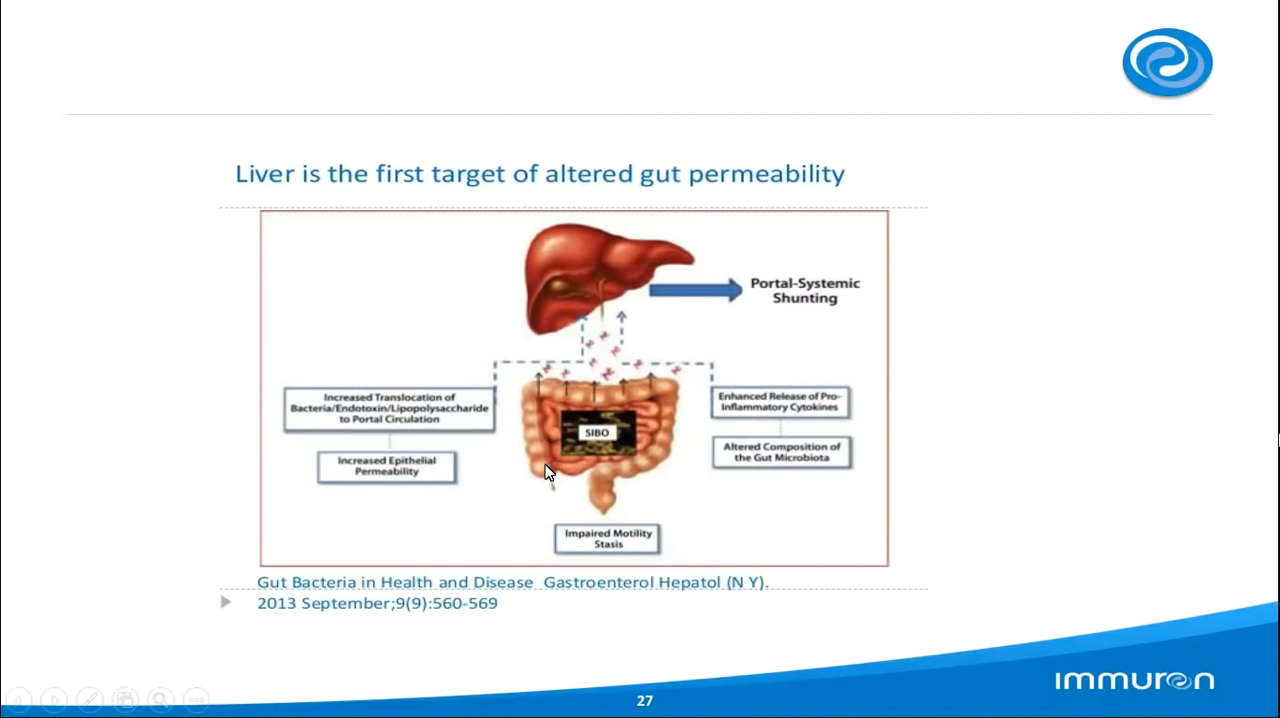 Liver is the first target of altered gut permeability
Portal-Systemic
Shunting
Increased Translocation of
Bacteria/Endotoxin/Lipopolysaccharide
to Portal Circulation
Enhanced Release of Pro-
Inflammatory Cytokines
SIBO
Increased Epithelial
Permeability
Altered Composition of
the Gut Microbiota
Impaired Motility
Stasis
Gut Bacteria in Health and Disease Gastroenterol Hepatol (N Y).
2013 September;9(9):560-569
immuron
27